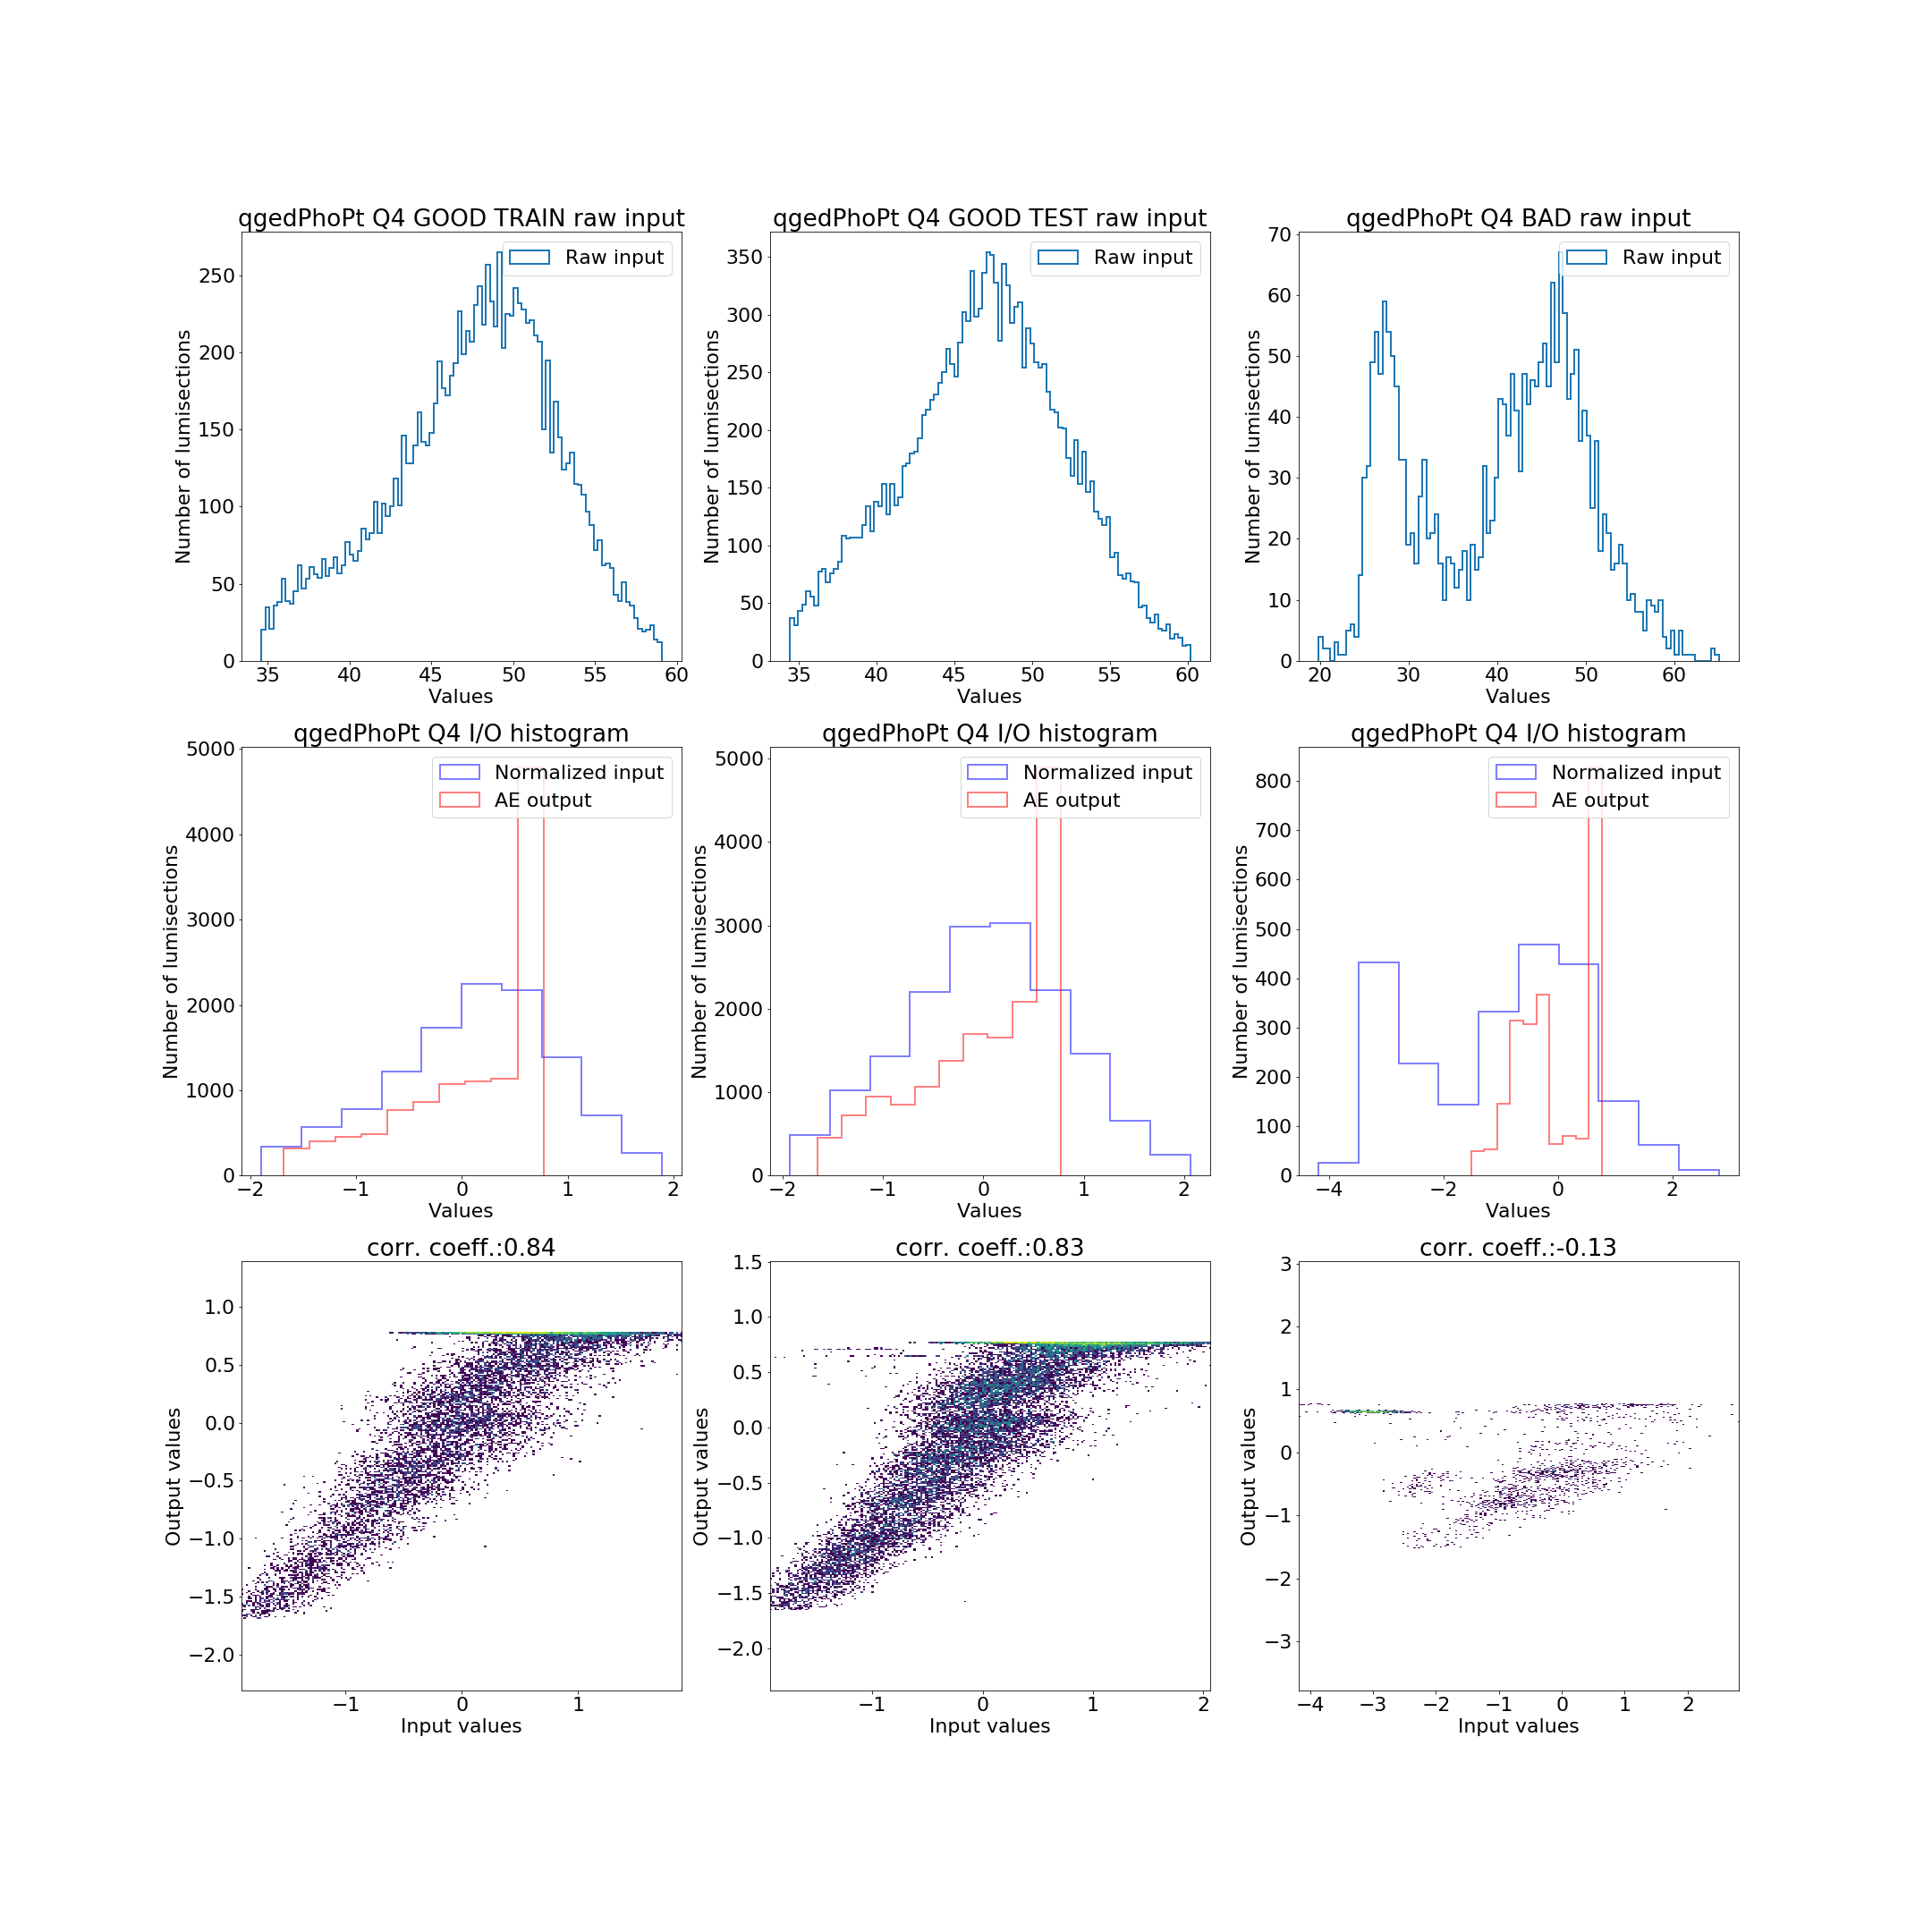 qgedPhoPt Q4 GOOD TRAIN raw input
Raw input
Number of lumisections
250
200
150
100
50
0
35 40 45 50 55 60
Values
qgedPhoPt Q4 GOOD TEST raw input
Raw input
Number of lumisections
350
300
250
200
150
100
50
0
35 40 45 50 55 60
Values
qgedPhoPt Q4 BAD raw input
Raw input
Number of lumisections
70
60
50
40
30
20
10
0
20 30 40 50 60
Values
qgedPhoPt Q4 I/O histogram
Normalized input
AE output
Number of lumisections
5000
4000
3000
2000
1000
0
−2 −1 0 1 2
Values
qgedPhoPt Q4 I/O histogram
Normalized input
AE output
Number of lumisections
5000
4000
3000
2000
1000
0
−2 −1 0 1 2
Values
qgedPhoPt Q4 I/O histogram
Normalized input
AE output
Number of lumisections
800
700
600
500
400
300
200
100
0
−4 −2 0 2
Values
corr. coeff.:0.84
Output values
1.0
0.5
0.0
−0.5
−1.0
−1.5
−2.0
−1 0 1
Input values
corr. coeff.:0.83
Output values
1.5
1.0
0.5
0.0
−0.5
−1.0
−1.5
−2.0
−1 0 1 2
Input values
corr. coeff.:-0.13
Output values
3
2
1
0
−1
−2
−3
−4 −3 −2 −1 0 1 2
Input values